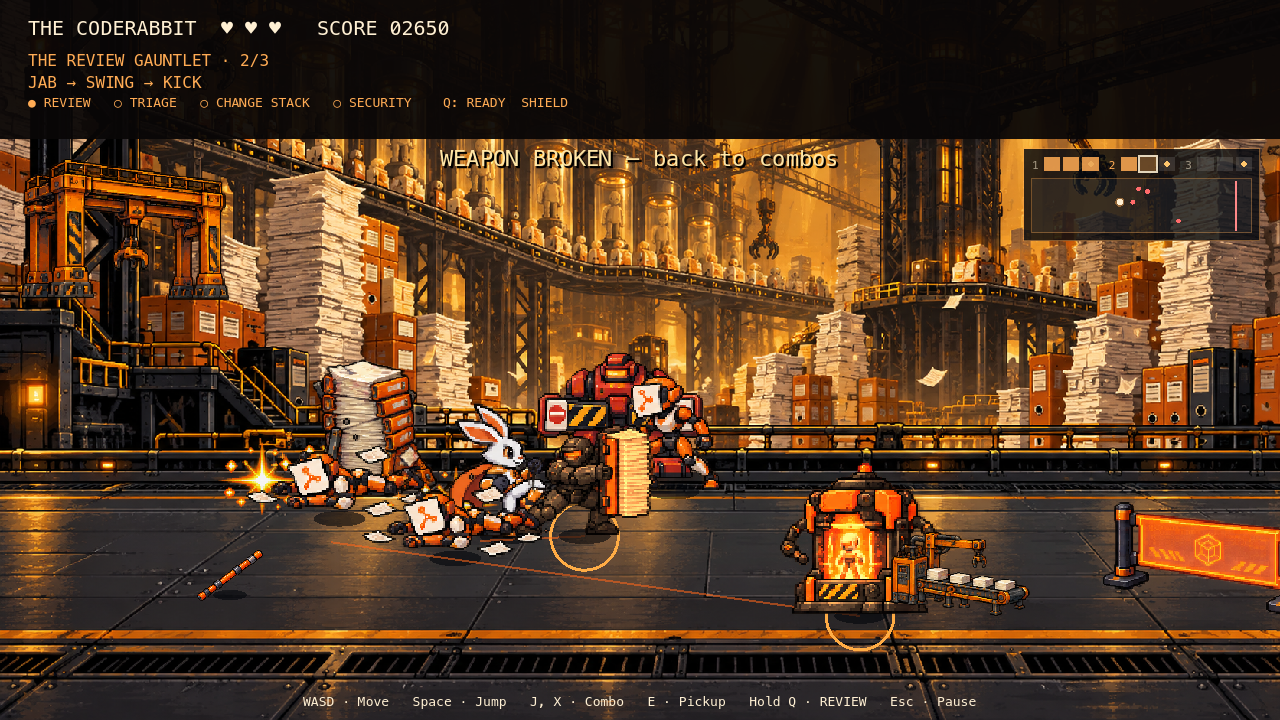 THE CODERABBIT ♥ ♥ ♥ SCORE 02650
THE REVIEW GAUNTLET · 2/3
JAB → SWING → KICK
● REVIEW ○ TRIAGE ○ CHANGE STACK ○ SECURITY Q: READY SHIELD
WEAPON BROKEN — back to combos
1 2 3
WASD · Move Space · Jump J, X · Combo E · Pickup Hold Q · REVIEW Esc · Pause